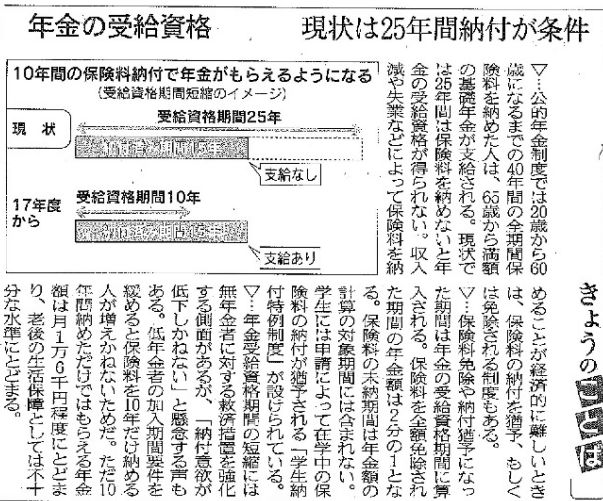 年金の受給資格　現状は25年間納付が条件
きょうのことば
10年間の保険料納付で年金がもらえるようになる
(受給資格期間短縮のイメージ)
現状
受給資格期間25年
支給なし
17年度
から
受給資格期間10年
支給あり
▽…公的年金制度では20歳から60
歳になるまでの40年間の全期間保
険料を納めた人は、65歳から満額
の基礎年金が支給される。現状で
は25年間は保険料を納めないと年
金の受給資格が得られない。収入
減や失業などによって保険料を納
めることが経済的に難しいとき
は、保険料の納付を猶予、もしく
は免除される制度もある。
▽…保険料免除や納付猶予になっ
た期間は年金の受給資格期間に算
入される。保険料を全額免除され
た期間の年金額は2分の1とな
る。保険料の未納期間は年金額の
計算の対象期間には含まれない。
学生には申請によって在学中の保
険料の納付が猶予される「学生納
付特例制度」が設けられている。
▽…年金受給資格期間の短縮には
無年金者に対する救済措置を強化
する側面があるが、「納付意欲が
低下しかねない」と懸念する声も
ある。低年金者の加入期間要件を
緩めると保険料を10年だけ納める
人が増えかねないためだ。ただ10
年間納めただけではもらえる年金
額は月1万6千円程度にとどま
り、老後の生活保障としては不十
分な水準にとどまる。